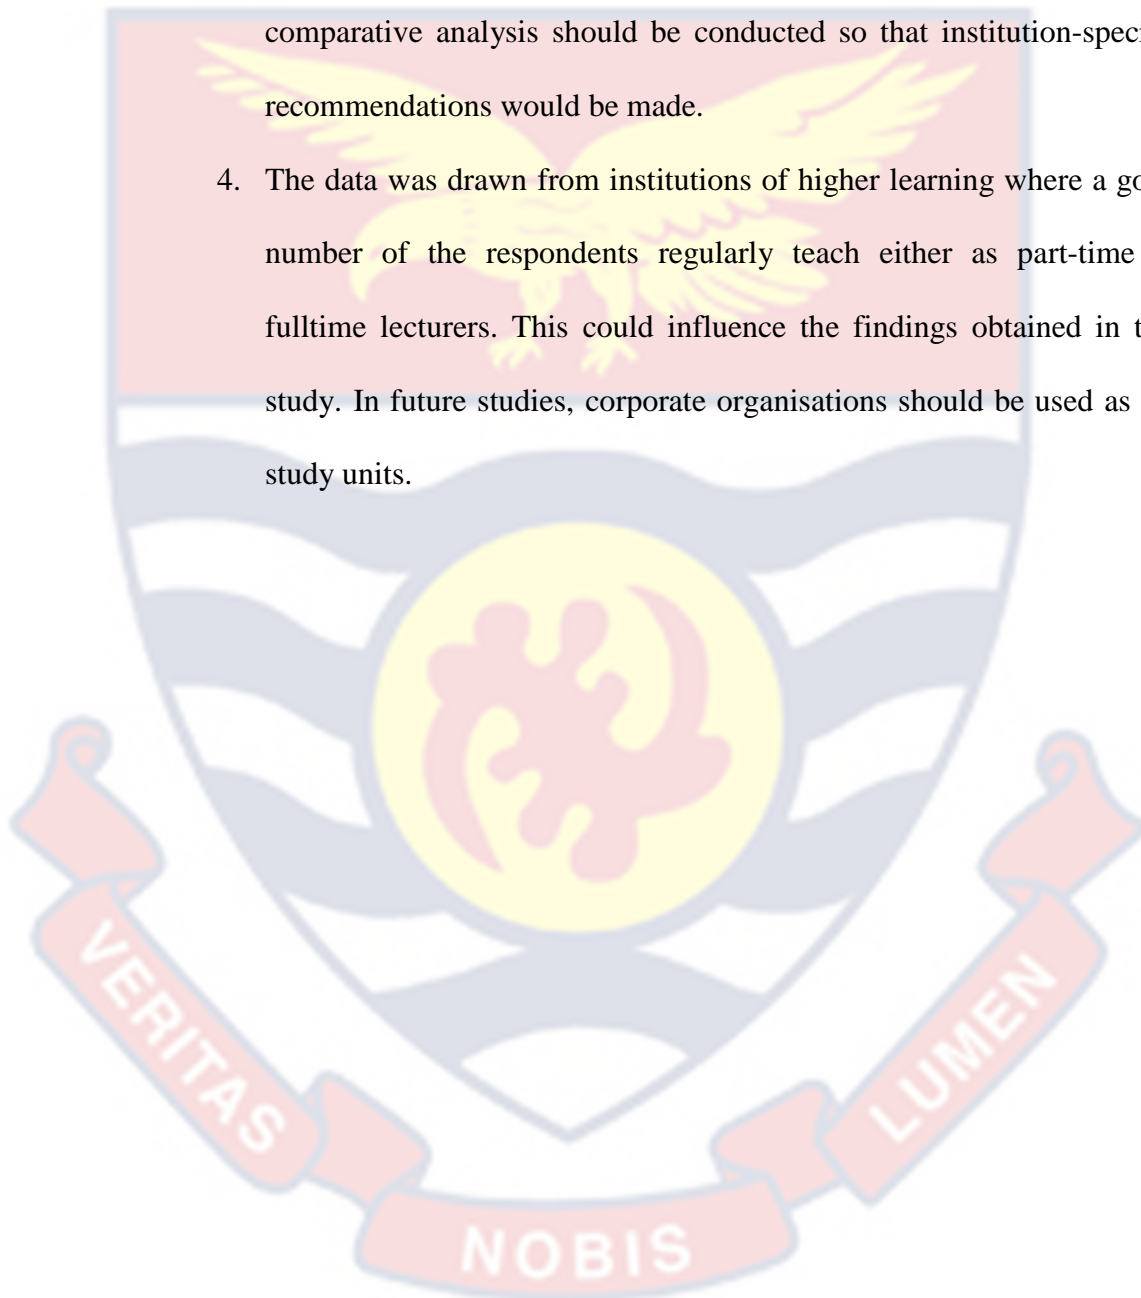 comparative analysis should be conducted so that institution-speci
recommendations would be made.
4. The data was drawn from institutions of higher learning where a go
number of the respondents regularly teach either as part-time
fulltime lecturers. This could influence the findings obtained in t
study. In future studies, corporate organisations should be used as
study units.
VERITAS
NOBIS
LUMEN